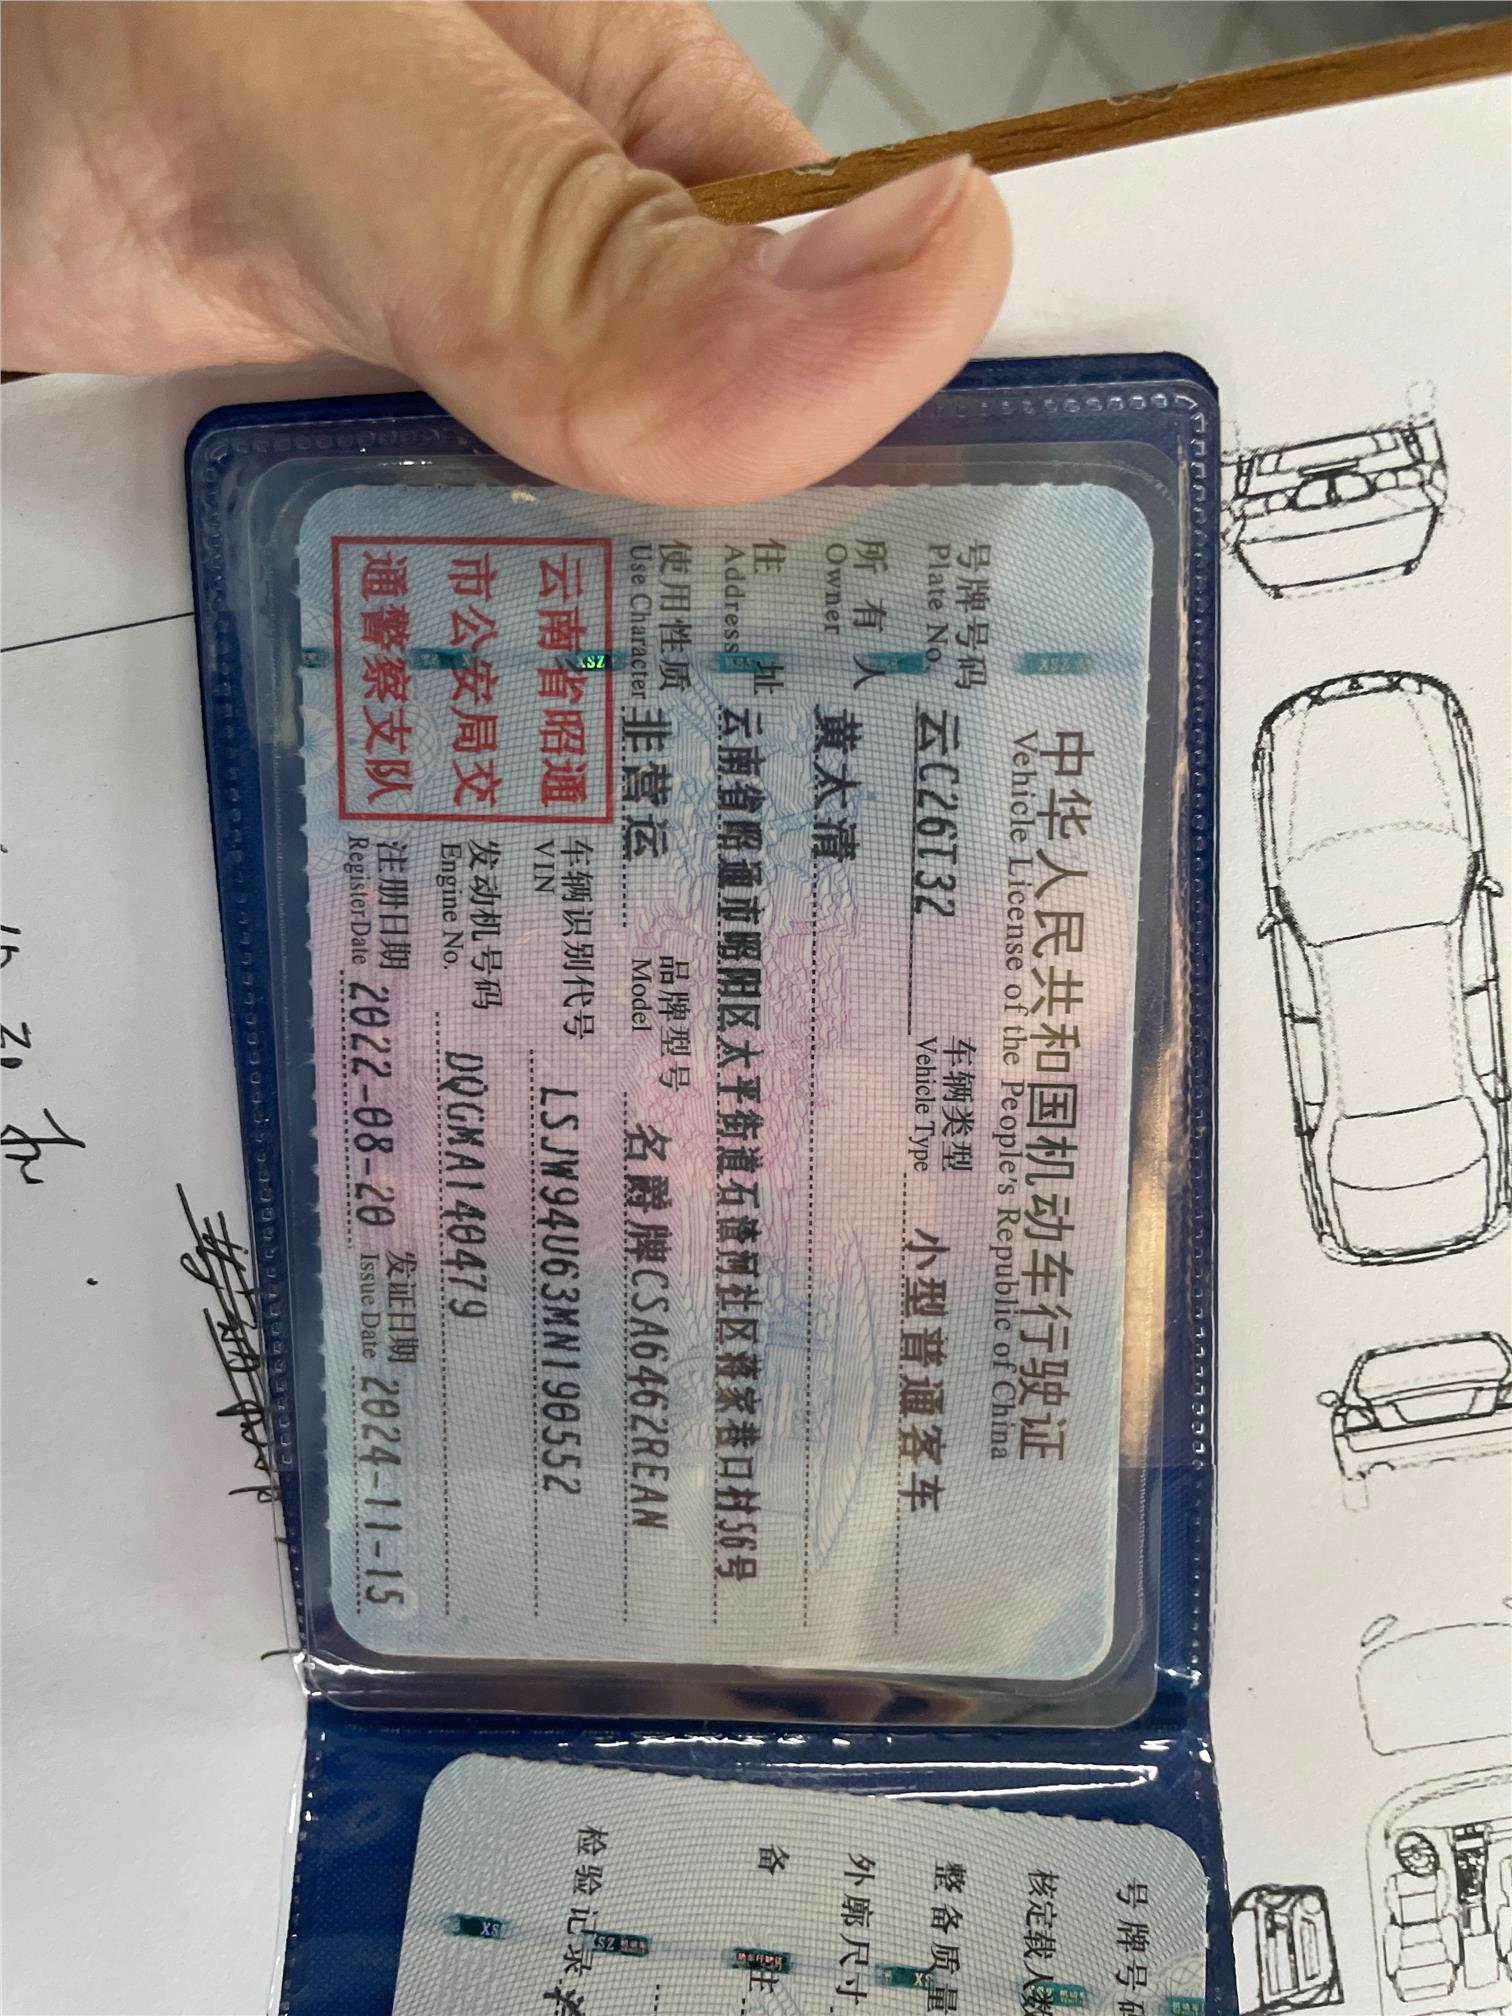 中华人民共和国机动车行驶证
Vehicle License of the People's Republic of China
号牌号码 云C26T32 车辆类型 小型普通客车
Plate No. Vehicle Type
所有人 黄太清
Owner
住址 云南省昭通市昭阳区太平街道石渣河社区蒋家巷口村56号
Address
使用性质 非营运 品牌型号 名爵牌CSA6462REAN
Use Character Model
云南省昭通
市公安局交
通警察支队
车辆识别代号 LSJW94U63MN190552
VIN
发动机号码 DQGMA140479
Engine No.
注册日期 2022-08-20 发证日期 2024-11-15
Register Date Issue Date
号牌号码
核定载人数
整备质量
外廓尺寸
备注
检验记录